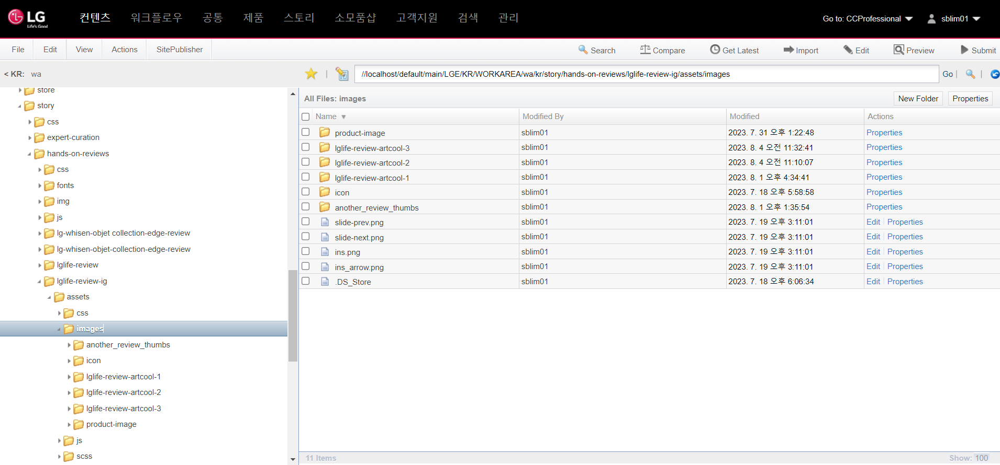 LG
Life's Good
컨텐츠 워크플로우 공통 제품 스토리 소모품샵 고객지원 검색 관리
Go to: CCProfessional sblim01
File Edit View Actions SitePublisher
Search Compare Get Latest Import Edit Preview Submit
< KR: wa
//localhost/default/main/LGE/KR/WORKAREA/wa/kr/story/hands-on-reviews/lglife-review-ig/assets/images
Go
store
story
css
expert-curation
hands-on-reviews
css
fonts
img
js
lg-whisen-objet collection-edge-review
lg-whisen-objet-collection-edge-review
lglife-review
lglife-review-ig
assets
css
images
another_review_thumbs
icon
lglife-review-artcool-1
lglife-review-artcool-2
lglife-review-artcool-3
product-image
js
scss
All Files: images
New Folder Properties
Name Modified By Modified Actions
product-image sblim01 2023. 7. 31 오후 1:22:48 Properties
lglife-review-artcool-3 sblim01 2023. 8. 4 오전 11:32:41 Properties
lglife-review-artcool-2 sblim01 2023. 8. 4 오전 11:10:07 Properties
lglife-review-artcool-1 sblim01 2023. 8. 1 오후 4:34:41 Properties
icon sblim01 2023. 7. 18 오후 5:58:58 Properties
another_review_thumbs sblim01 2023. 8. 1 오후 1:35:54 Properties
slide-prev.png sblim01 2023. 7. 19 오후 3:11:01 Edit Properties
slide-next.png sblim01 2023. 7. 19 오후 3:11:01 Edit Properties
ins.png sblim01 2023. 7. 19 오후 3:11:01 Edit Properties
ins_arrow.png sblim01 2023. 7. 19 오후 3:11:01 Edit Properties
.DS_Store sblim01 2023. 7. 18 오후 6:06:34 Edit Properties
11 Items
Show: 100